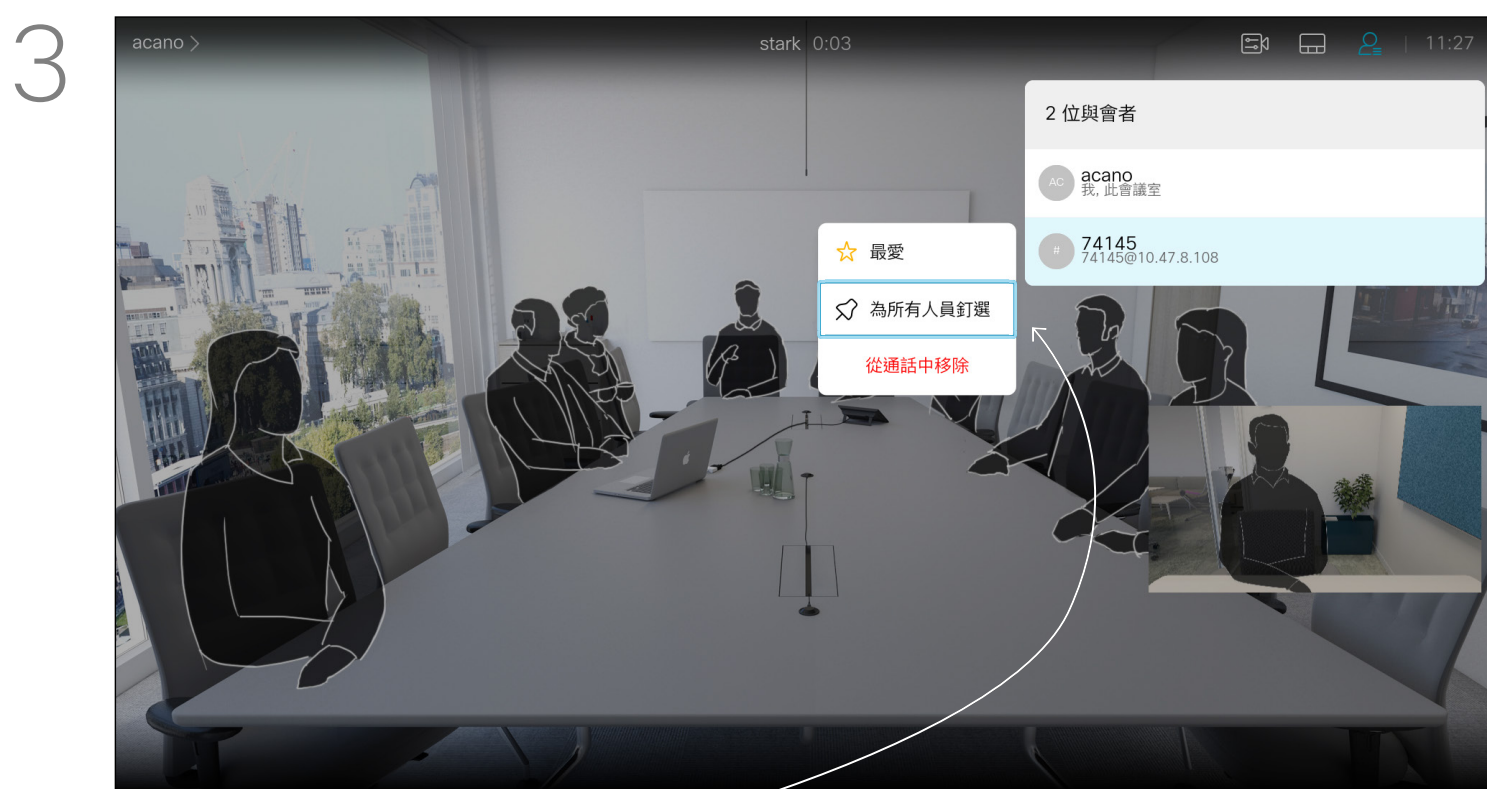 3
acano >
stark 0:03
11:27
2 位與會者
AC
acano
我, 此會議室
#
74145
74145@10.47.8.108
最愛
為所有人員釘選
從通話中移除